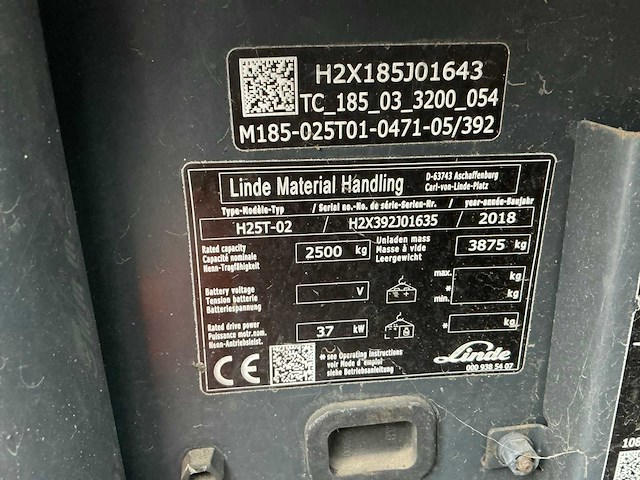 H2X185J01643
TC_185_03_3200_054
M185-025T01-0471-05/392
Linde Material Handling
D-63743 Aschaffenburg
Carl-von-Linde-Platz
Type-Modèle-Typ / Serial no.-No. de série-Serien-Nr. / year-année-Baujahr
H25T-02 / H2X392J01635 / 2018
Rated capacity
Capacité nominale
Nenn-Tragfähigkeit
2500 kg
Unladen mass
Masse à vide
Leergewicht
3875 kg
Battery voltage
Tension batterie
Batteriespannung
V
max. kg
*
min. kg
Rated drive power
Puissance motr.nom.
Nenn-Antriebsleist.
37 kW
* kg
CE
* see Operating Instructions
voir Mode d'emploi
siehe Betriebsanleitung
Linde
000 938 54 07
108